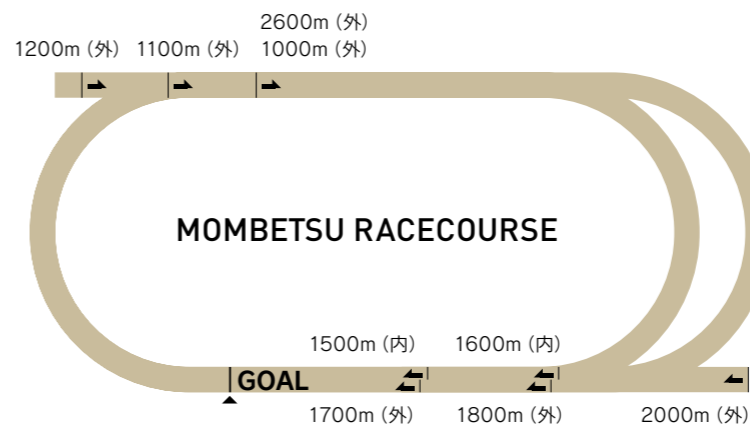 2600m (外)
1200m (外) 1100m (外) 1000m (外)
MOMBETSU RACECOURSE
1500m (内) 1600m (内)
GOAL
1700m (外) 1800m (外) 2000m (外)